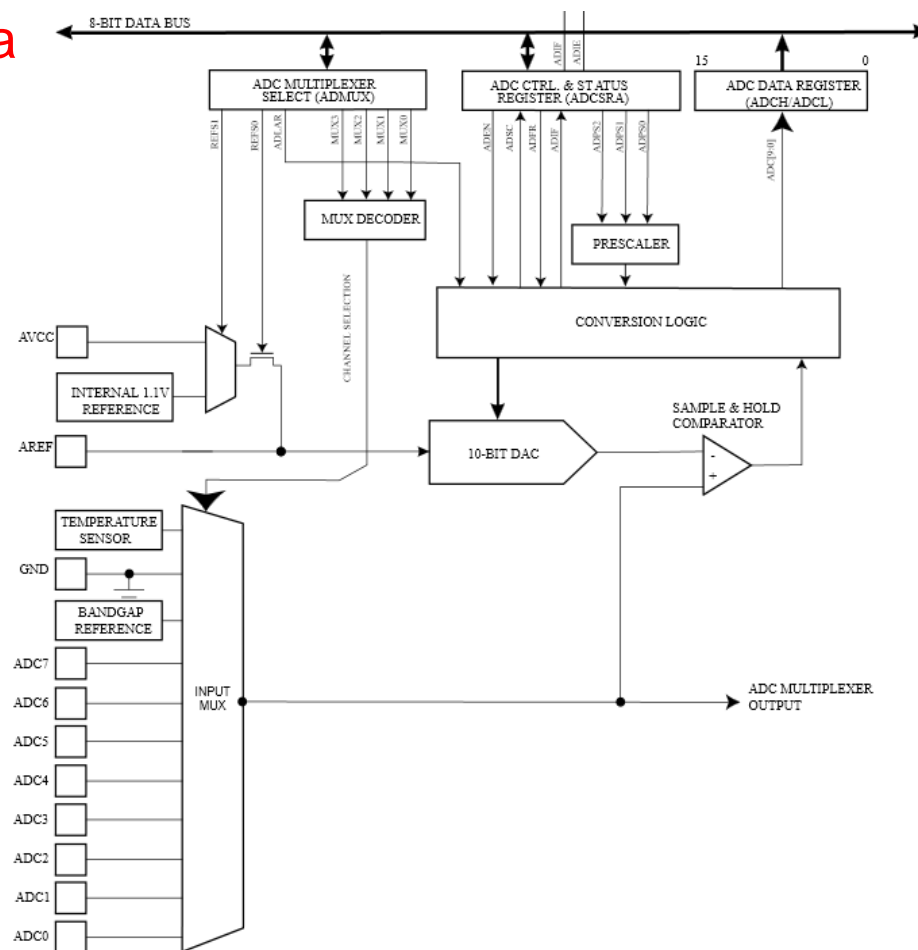 a
8-BIT DATA BUS
ADIF
ADIE
15
0
ADC MULTIPLEXER
SELECT (ADMUX)
ADC CTRL. & STATUS
REGISTER (ADCSRA)
ADC DATA REGISTER
(ADCH/ADCL)
REFS1
REFS0
ADLAR
MUX3
MUX2
MUX1
MUX0
ADEN
ADSC
ADFR
ADIF
ADPS2
ADPS1
ADPS0
ADC[9:0]
MUX DECODER
PRESCALER
CHANNEL SELECTION
CONVERSION LOGIC
AVCC
INTERNAL 1.1V
REFERENCE
AREF
SAMPLE & HOLD
COMPARATOR
10-BIT DAC
-
+
TEMPERATURE
SENSOR
GND
BANDGAP
REFERENCE
ADC7
ADC6
ADC5
ADC4
ADC3
ADC2
ADC1
ADC0
INPUT
MUX
ADC MULTIPLEXER
OUTPUT